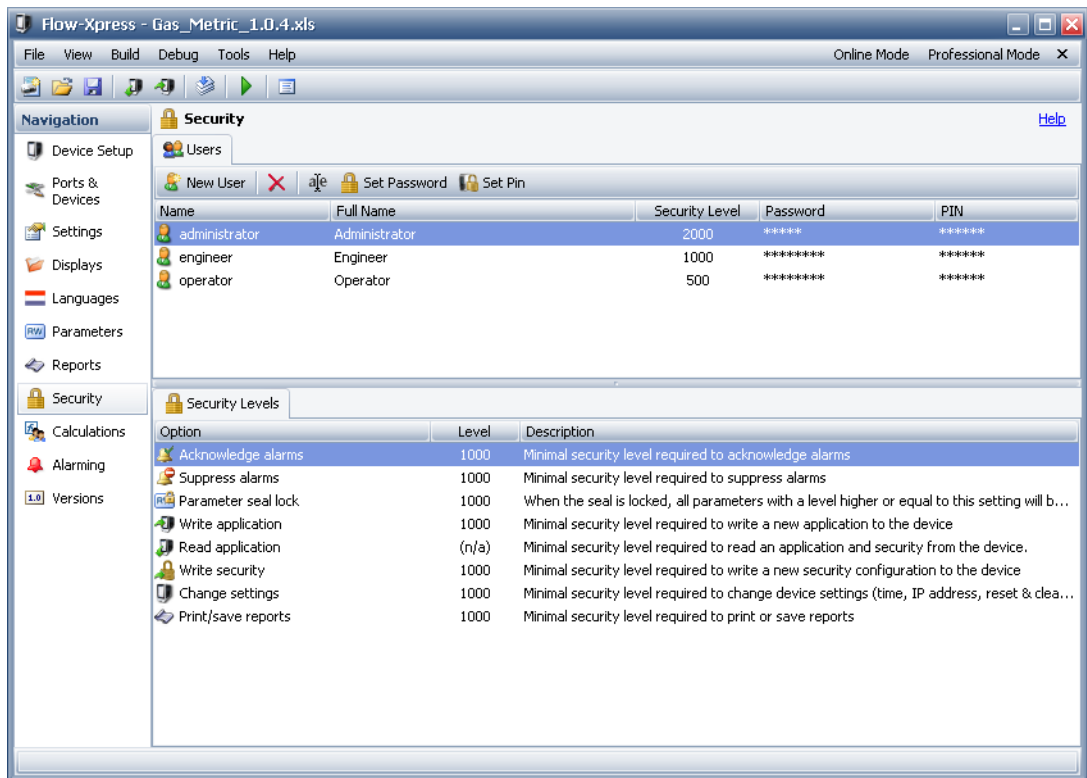 Flow-Xpress - Gas_Metric_1.0.4.xls
File View Build Debug Tools Help Online Mode Professional Mode
Navigation
Device Setup
Ports &
Devices
Settings
Displays
Languages
RW Parameters
Reports
Security
Calculations
Alarming
1.0 Versions
Security Help
Users
New User Set Password Set Pin
Name Full Name Security Level Password PIN
administrator Administrator 2000 ***** ******
engineer Engineer 1000 ******** ******
operator Operator 500 ******** ******
Security Levels
Option Level Description
Acknowledge alarms 1000 Minimal security level required to acknowledge alarms
Suppress alarms 1000 Minimal security level required to suppress alarms
Parameter seal lock 1000 When the seal is locked, all parameters with a level higher or equal to this setting will b...
Write application 1000 Minimal security level required to write a new application to the device
Read application (n/a) Minimal security level required to read an application and security from the device.
Write security 1000 Minimal security level required to write a new security configuration to the device
Change settings 1000 Minimal security level required to change device settings (time, IP address, reset & clea...
Print/save reports 1000 Minimal security level required to print or save reports